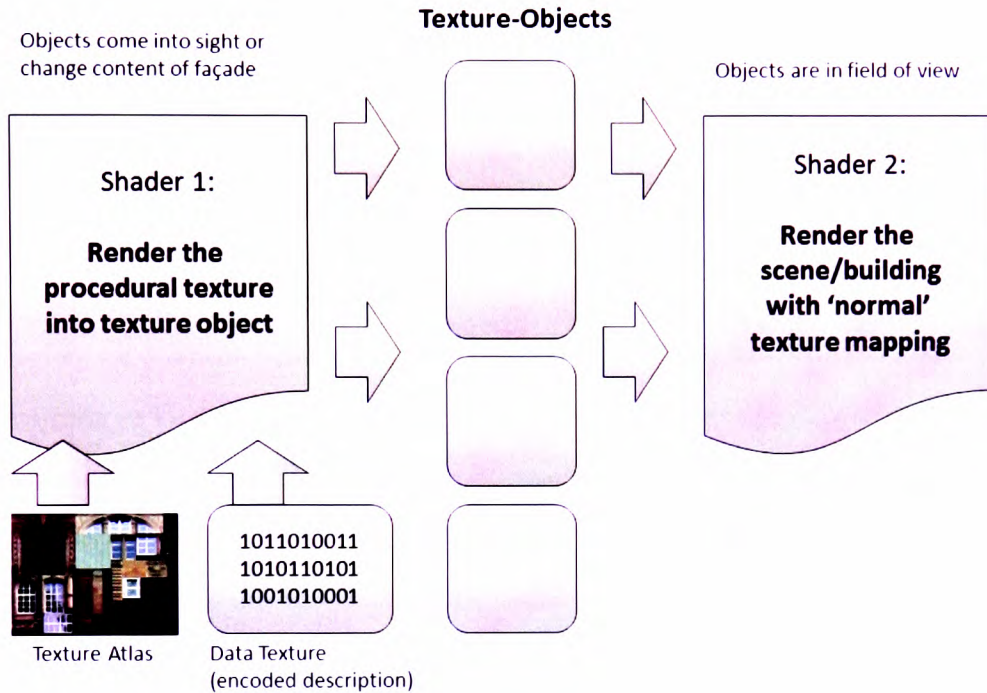 Texture-Objects
Objects come into sight or
change content of façade
Objects are in field of view
Shader 1:
Render the
procedural texture
into texture object
Shader 2:
Render the
scene/building
with ‘normal’
texture mapping
1011010011
1010110101
1001010001
Texture Atlas
Data Texture
(encoded description)